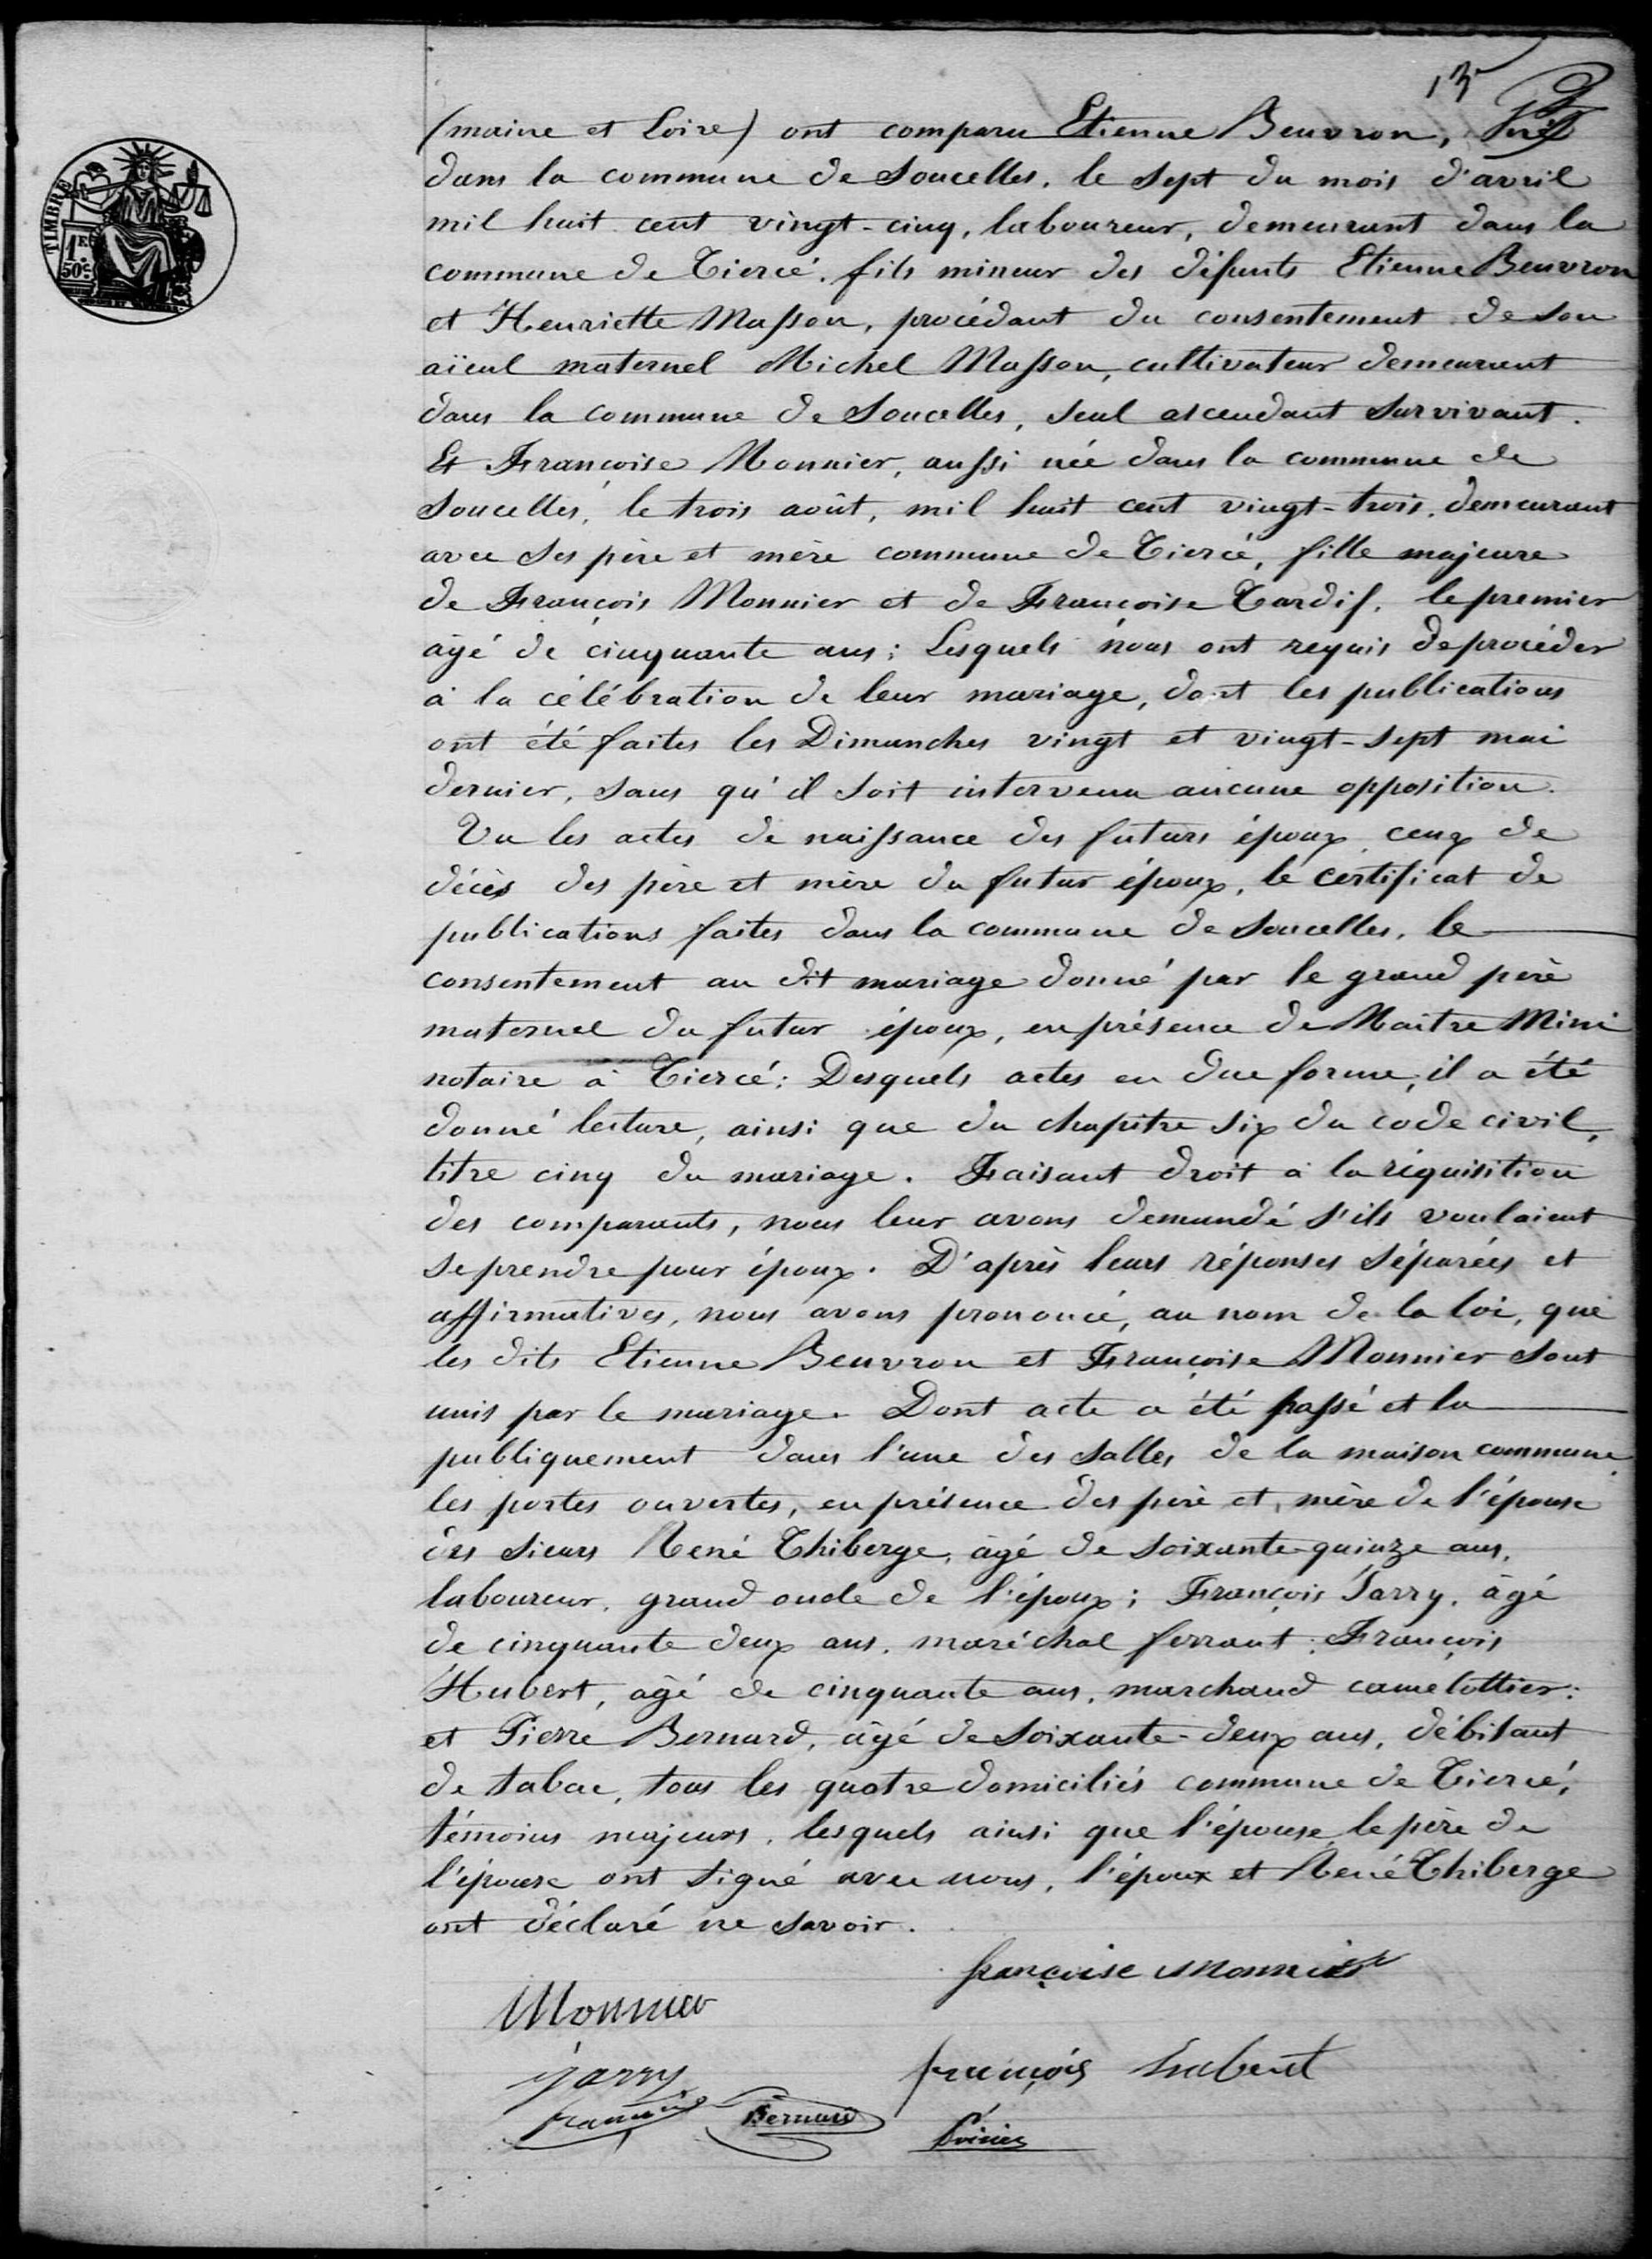 13
(maine et Loire) ont comparu Etienne Beuvron, né
dans la commune de Soucelles, le sept du mois d'avril
mil huit cent vingt-cinq, laboureur, demeurant dans la
commune de Tiercé, fils mineur des défunts Etienne Beuvron
et Henriette Masson, procédant du consentement de son
aïeul maternel Michel Masson, cultivateur demeurant
dans la commune de Soucelles, seul ascendant survivant.
Et Françoise Monnier, aussi née dans la commune de
Soucelles, le trois août, mil huit cent vingt-trois, demeurant
avec ses père et mère commune de Tiercé, fille majeure
de François Monnier et de Françoise Tardif, le premier
âgé de cinquante ans; Lesquels nous ont requis de procéder
à la célébration de leur mariage, dont les publications
ont été faites les Dimanches vingt et vingt-sept mai
dernier, sans qu'il soit intervenu aucune opposition.
Vu les actes de naissance des futurs époux, ceux de
décès des père et mère du futur époux, le certificat de
publications faites dans la commune de Soucelles, le
consentement au dit mariage donné par le grand père
maternel du futur époux, en présence de Maître
notaire à Tiercé; Desquels actes en due forme, il a été
donné lecture, ainsi que du chapitre six du code civil,
titre cinq du mariage. Faisant droit à la réquisition
des comparants, nous leur avons demandé s'ils voulaient
se prendre pour époux. D'après leurs réponses séparées et
affirmatives, nous avons prononcé, au nom de la loi, que
les dits Etienne Beuvron et Françoise Monnier sont
unis par le mariage. Dont acte a été passé et lu
publiquement dans l'une des salles de la maison commune,
les portes ouvertes, en présence des père et mère de l'épouse
des sieurs René Thiberge, âgé de soixante-quinze ans,
laboureur, grand oncle de l'époux; François Jarry, âgé
de cinquante deux ans, maréchal ferrant; François
Hubert, âgé de cinquante ans, marchand camelottier;
et Pierre Bernard, âgé de soixante-deux ans, débitant
de tabac, tous les quatre domiciliés commune de Tiercé,
témoins majeurs, lesquels ainsi que l'épouse, le père de
l'épouse ont signé avec nous, l'époux et René Thiberge
ont déclaré ne savoir.
françoise monnier
Monnier
jarry
françois hubert
françois
Bernard
TIMBRE
1F
50c